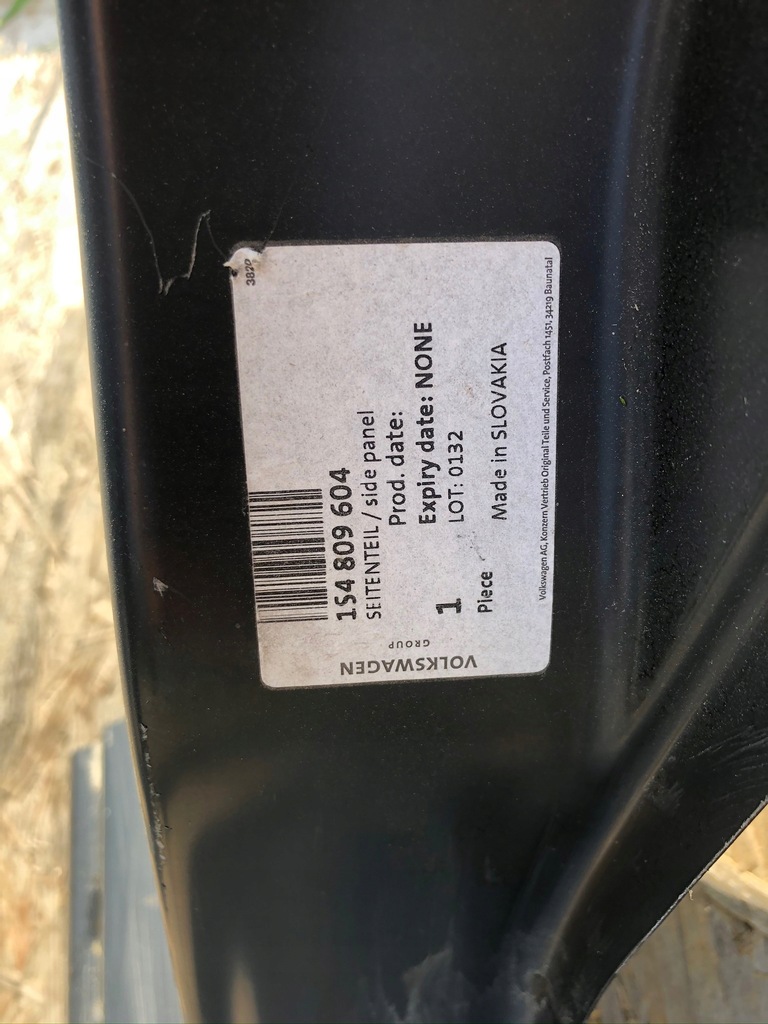 3820
1S4 809 604
SEITENTEIL / side panel
Prod. date:
Expiry date: NONE
1
LOT: 0132
Piece
Made in SLOVAKIA
Volkswagen AG, Konzern Vertrieb Original Teile und Service, Postfach 1451, 34219 Baunatal
VOLKSWAGEN
GROUP